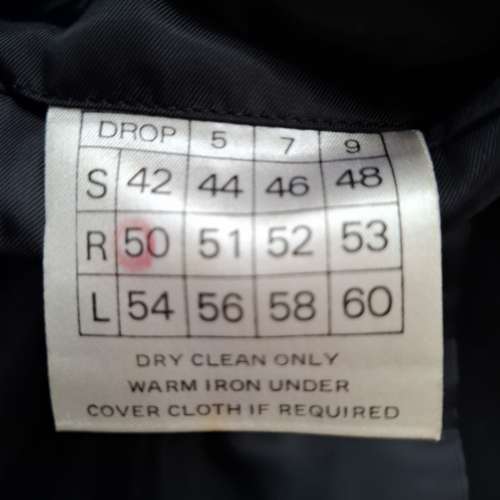 DROP 5 7 9
S 42 44 46 48
R 50 51 52 53
L 54 56 58 60
DRY CLEAN ONLY
WARM IRON UNDER
COVER CLOTH IF REQUIRED